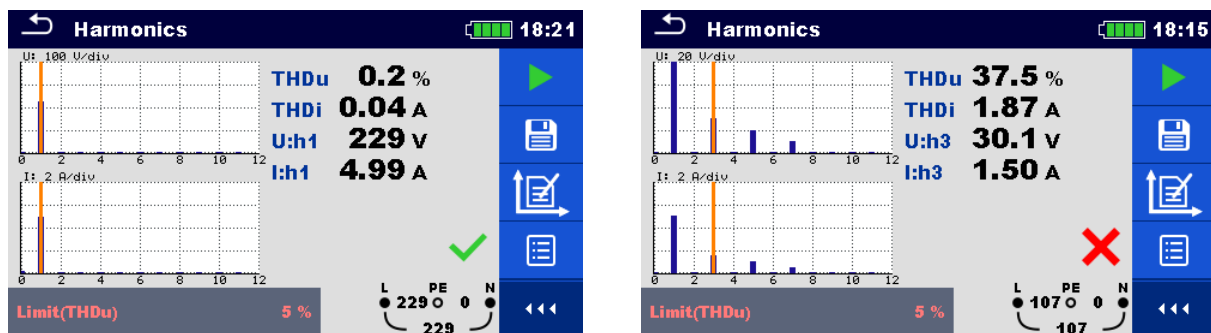 Harmonics 18:21
U: 100 V/div
THDu 0.2 %
THDi 0.04 A
U:h1 229 V
0 2 4 6 8 10 12
I:h1 4.99 A
I: 2 A/div
0 2 4 6 8 10 12
L PE N
229 0
Limit(THDu) 5 %
229
Harmonics 18:15
U: 20 V/div
THDu 37.5 %
THDi 1.87 A
U:h3 30.1 V
0 2 4 6 8 10 12
I:h3 1.50 A
I: 2 A/div
0 2 4 6 8 10 12
L PE N
107 0
Limit(THDu) 5 %
107